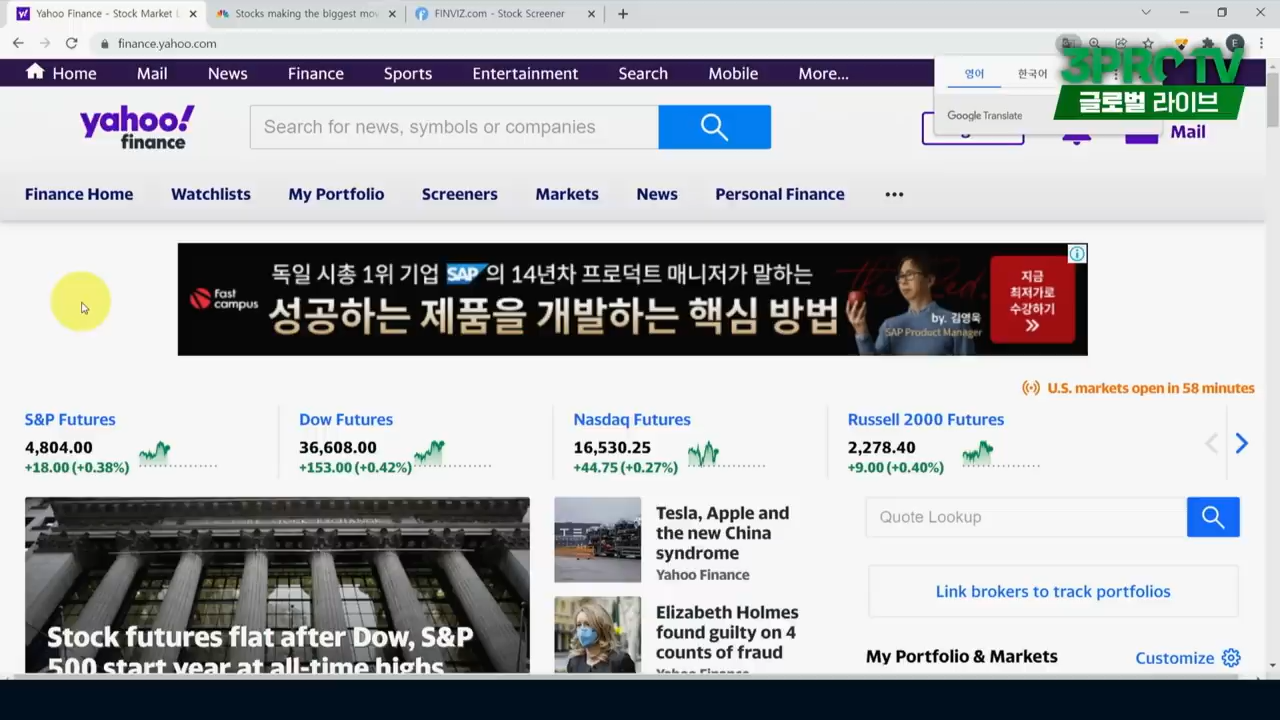 Yahoo Finance - Stock Market L
Stocks making the biggest mov
FINVIZ.com - Stock Screener
finance.yahoo.com
E
Home Mail News Finance Sports Entertainment Search Mobile More...
영어 한국어
Google Translate
3PROTV
글로벌 라이브
yahoo!
finance
Search for news, symbols or companies
Mail
Finance Home Watchlists My Portfolio Screeners Markets News Personal Finance
Fast campus
독일 시총 1위 기업 SAP의 14년차 프로덕트 매니저가 말하는
성공하는 제품을 개발하는 핵심 방법
by. 김영욱
SAP Product Manager
지금
최저가로
수강하기
U.S. markets open in 58 minutes
S&P Futures
4,804.00
+18.00 (+0.38%)
Dow Futures
36,608.00
+153.00 (+0.42%)
Nasdaq Futures
16,530.25
+44.75 (+0.27%)
Russell 2000 Futures
2,278.40
+9.00 (+0.40%)
Stock futures flat after Dow, S&P
500 start year at all-time highs
Tesla, Apple and
the new China
syndrome
Yahoo Finance
Elizabeth Holmes
found guilty on 4
counts of fraud
Yahoo Finance
Quote Lookup
Link brokers to track portfolios
My Portfolio & Markets
Customize